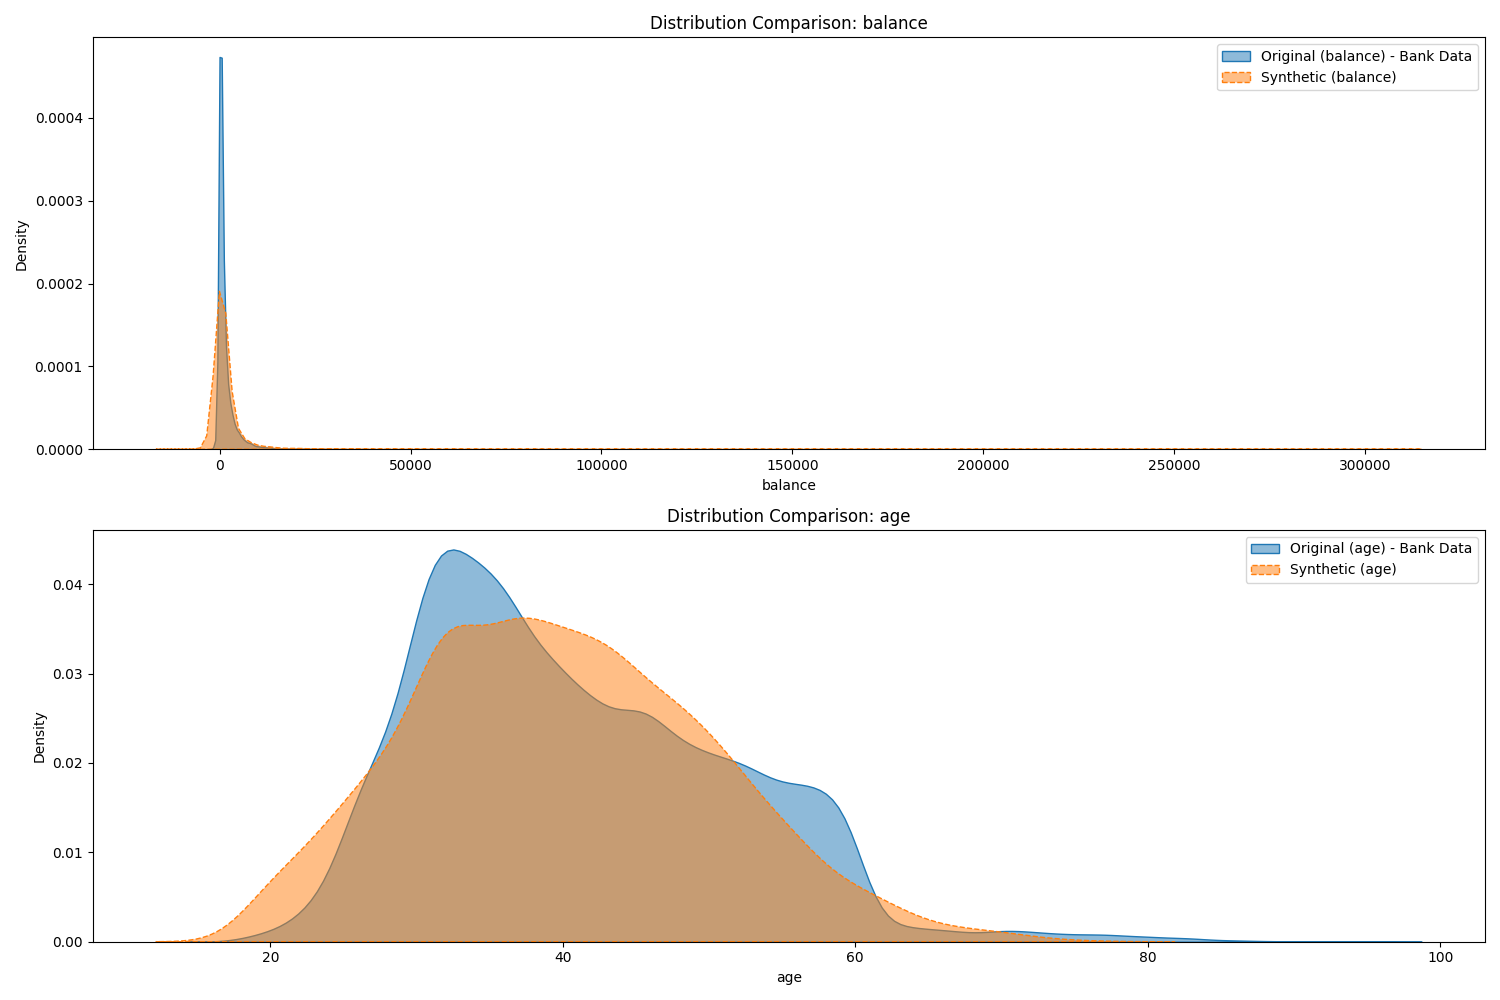 Distribution Comparison: balance
Original (balance) - Bank Data
Synthetic (balance)
Density
0.0004
0.0003
0.0002
0.0001
0.0000
0 50000 100000 150000 200000 250000 300000
balance
Distribution Comparison: age
Original (age) - Bank Data
Synthetic (age)
Density
0.04
0.03
0.02
0.01
0.00
20 40 60 80 100
age